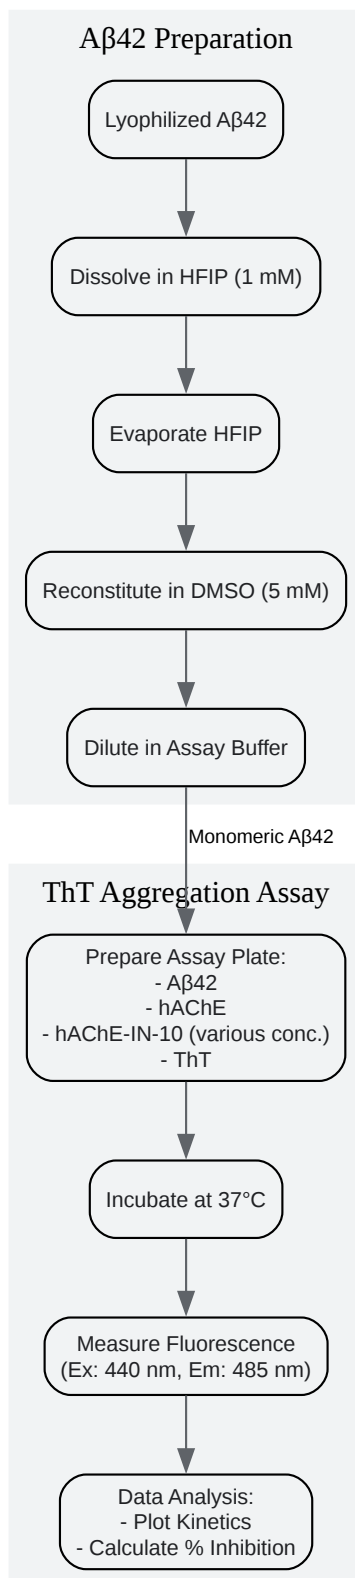 Aβ42 Preparation
Lyophilized Aβ42
Dissolve in HFIP (1 mM)
Evaporate HFIP
Reconstitute in DMSO (5 mM)
Dilute in Assay Buffer
Monomeric Aβ42
ThT Aggregation Assay
Prepare Assay Plate:
- Aβ42
- hAChE
- hAChE-IN-10 (various conc.)
- ThT
Incubate at 37°C
Measure Fluorescence
(Ex: 440 nm, Em: 485 nm)
Data Analysis:
- Plot Kinetics
- Calculate % Inhibition